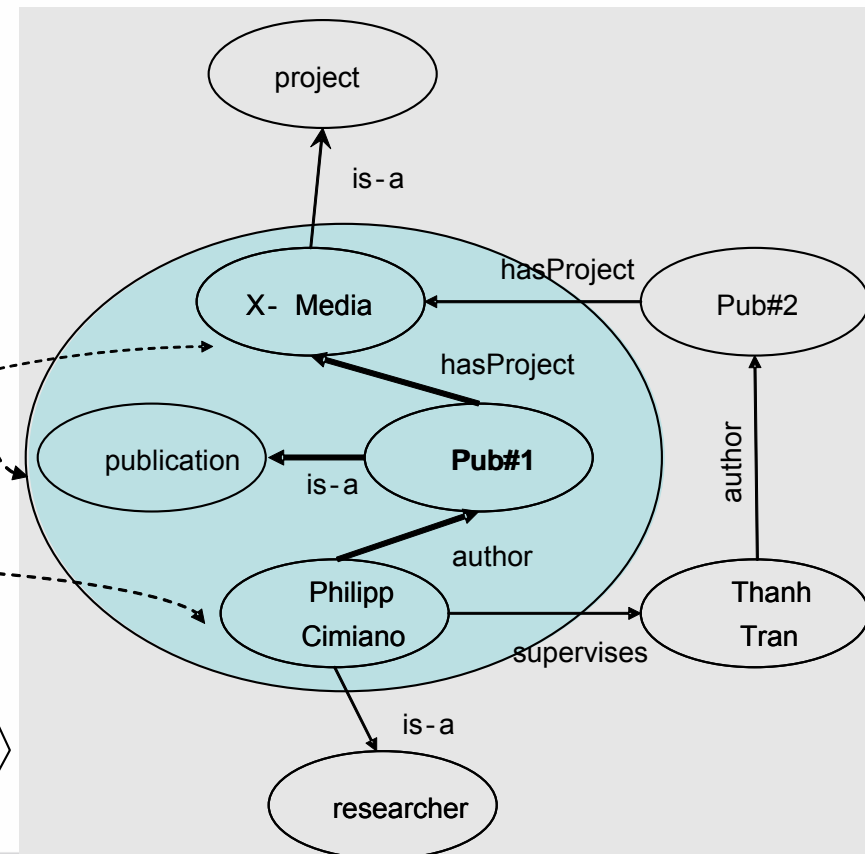 project
is-a
hasProject
X- Media
Pub#2
hasProject
publication
Pub#1
is-a
author
author
Philipp
Cimiano
Thanh
Tran
supervises
is-a
researcher